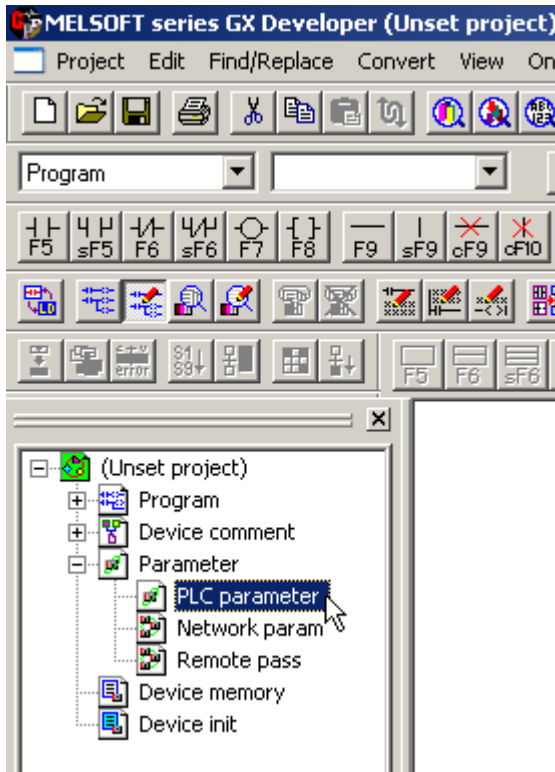 MELSOFT series GX Developer (Unset project)
Project Edit Find/Replace Convert View On
Program
F5 sF5 F6 sF6 F7 F8 F9 sF9 cF9 cF10
LD
error
F5 F6 sF6
(Unset project)
Program
Device comment
Parameter
PLC parameter
Network param
Remote pass
Device memory
Device init